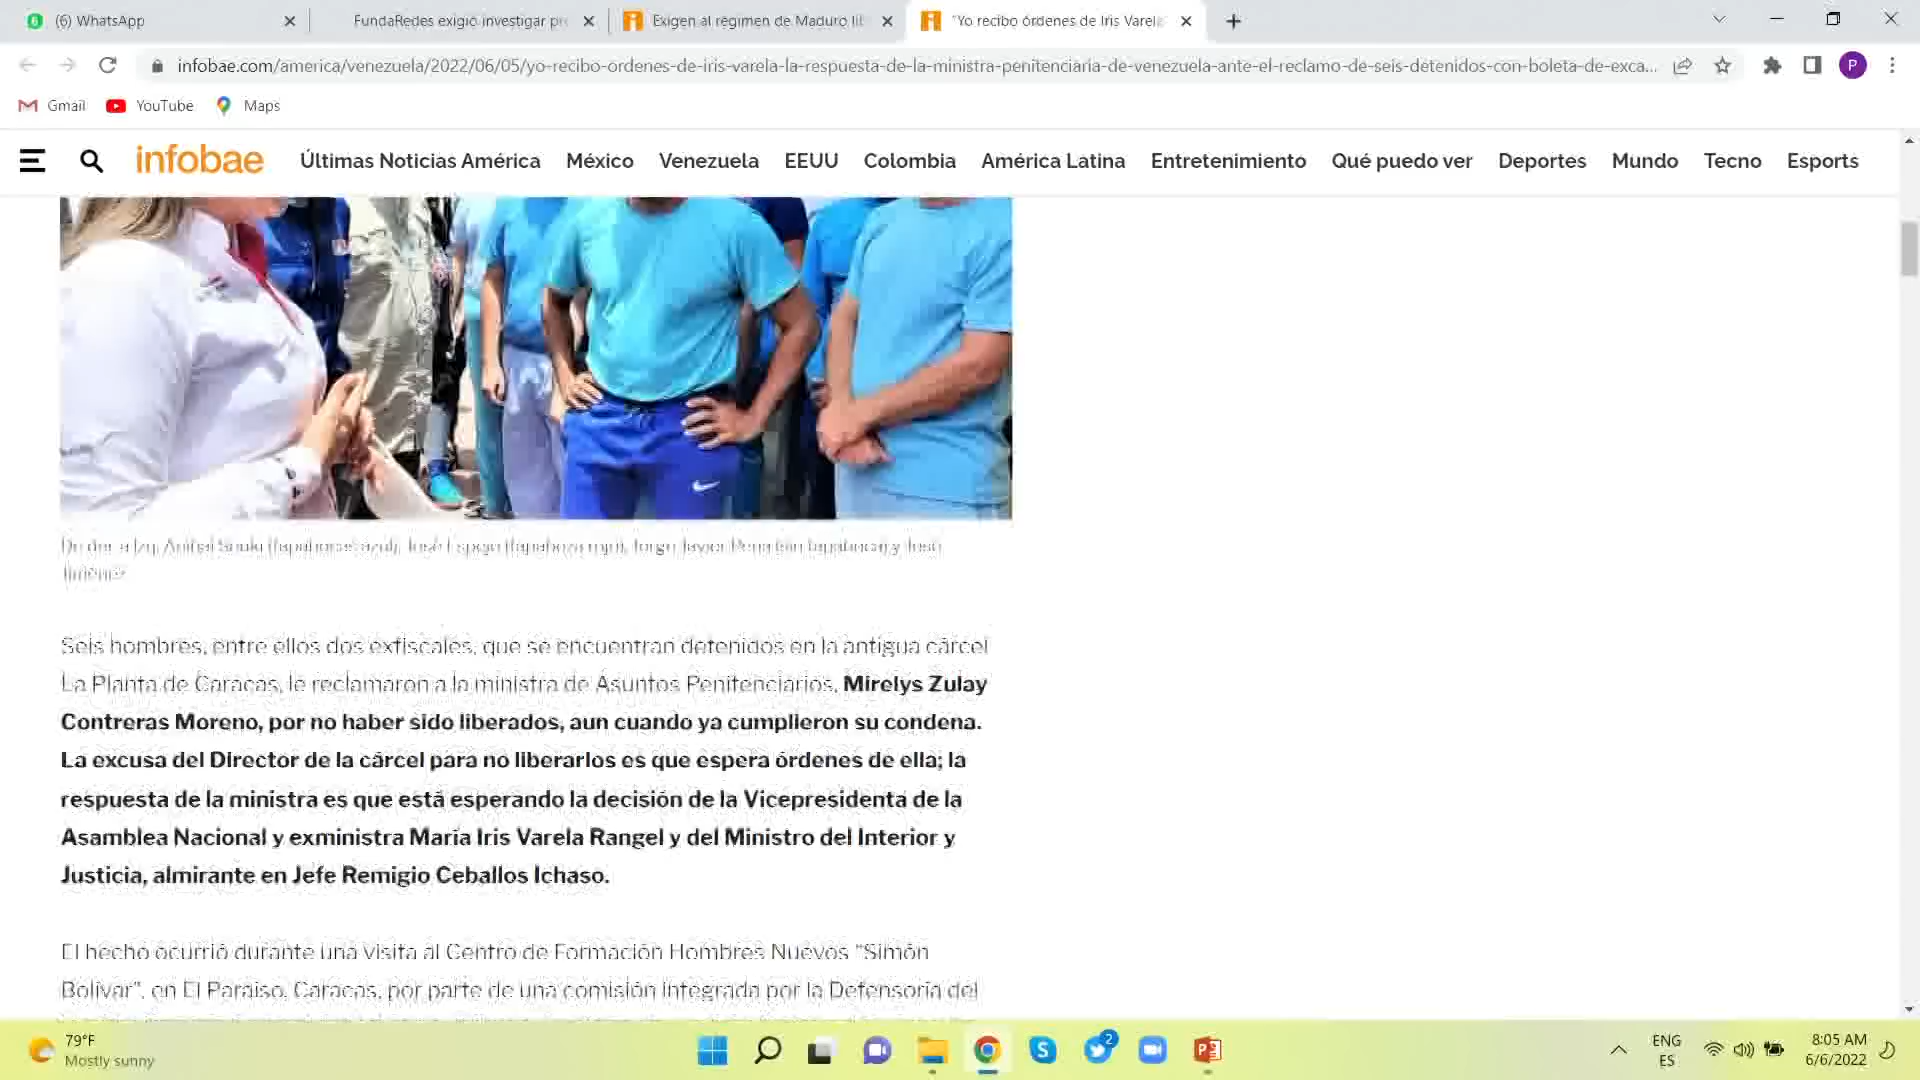 (6) WhatsApp
FundaRedes exigió investigar pr
Exigen al régimen de Maduro lib
"Yo recibo órdenes de Iris Varela"
infobae.com/america/venezuela/2022/06/05/yo-recibo-ordenes-de-iris-varela-la-respuesta-de-la-ministra-penitenciaria-de-venezuela-ante-el-reclamo-de-seis-detenidos-con-boleta-de-exca...
P
Gmail YouTube Maps
infobae Últimas Noticias América México Venezuela EEUU Colombia América Latina Entretenimiento Qué puedo ver Deportes Mundo Tecno Esports
Seis hombres, entre ellos dos exfiscales, que se encuentran detenidos en la antigua cárcel
La Planta de Caracas, le reclamaron a la ministra de Asuntos Penitenciarios, Mirelys Zulay
Contreras Moreno, por no haber sido liberados, aun cuando ya cumplieron su condena.
La excusa del Director de la cárcel para no liberarlos es que espera órdenes de ella; la
respuesta de la ministra es que está esperando la decisión de la Vicepresidenta de la
Asamblea Nacional y exministra María Iris Varela Rangel y del Ministro del Interior y
Justicia, almirante en Jefe Remigio Ceballos Ichaso.
El hecho ocurrió durante una visita al Centro de Formación Hombres Nuevos "Simón
Bolívar", en El Paraíso, Caracas, por parte de una comisión integrada por la Defensoría del
79°F
Mostly sunny
2
ENG
ES
8:05 AM
6/6/2022